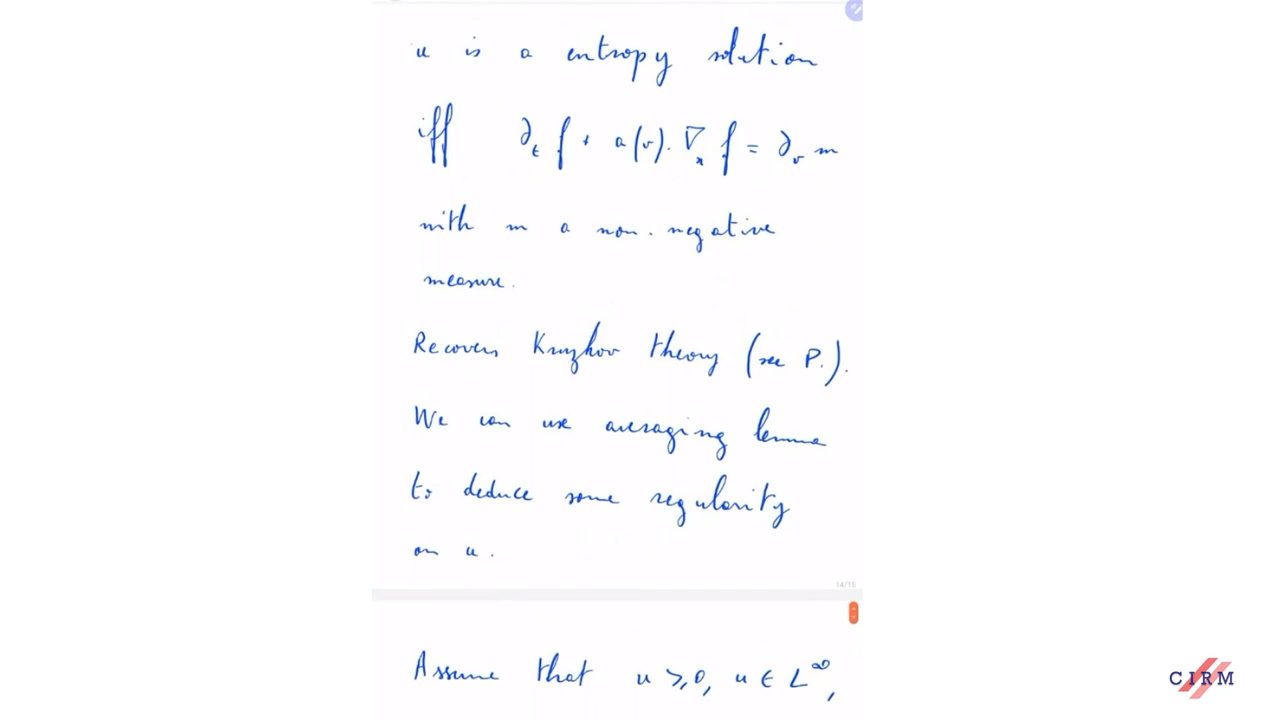 u is a entropy solution
iff ∂_t f + a(v). ∇_x f = ∂_v m
with m a non-negative
measure.
Recovers Kruzhov theory (see P.).
We can use averaging lemma
to deduce some regularity
on u.
14/15
Assume that u ≥ 0, u ∈ L^∞,
CIRM